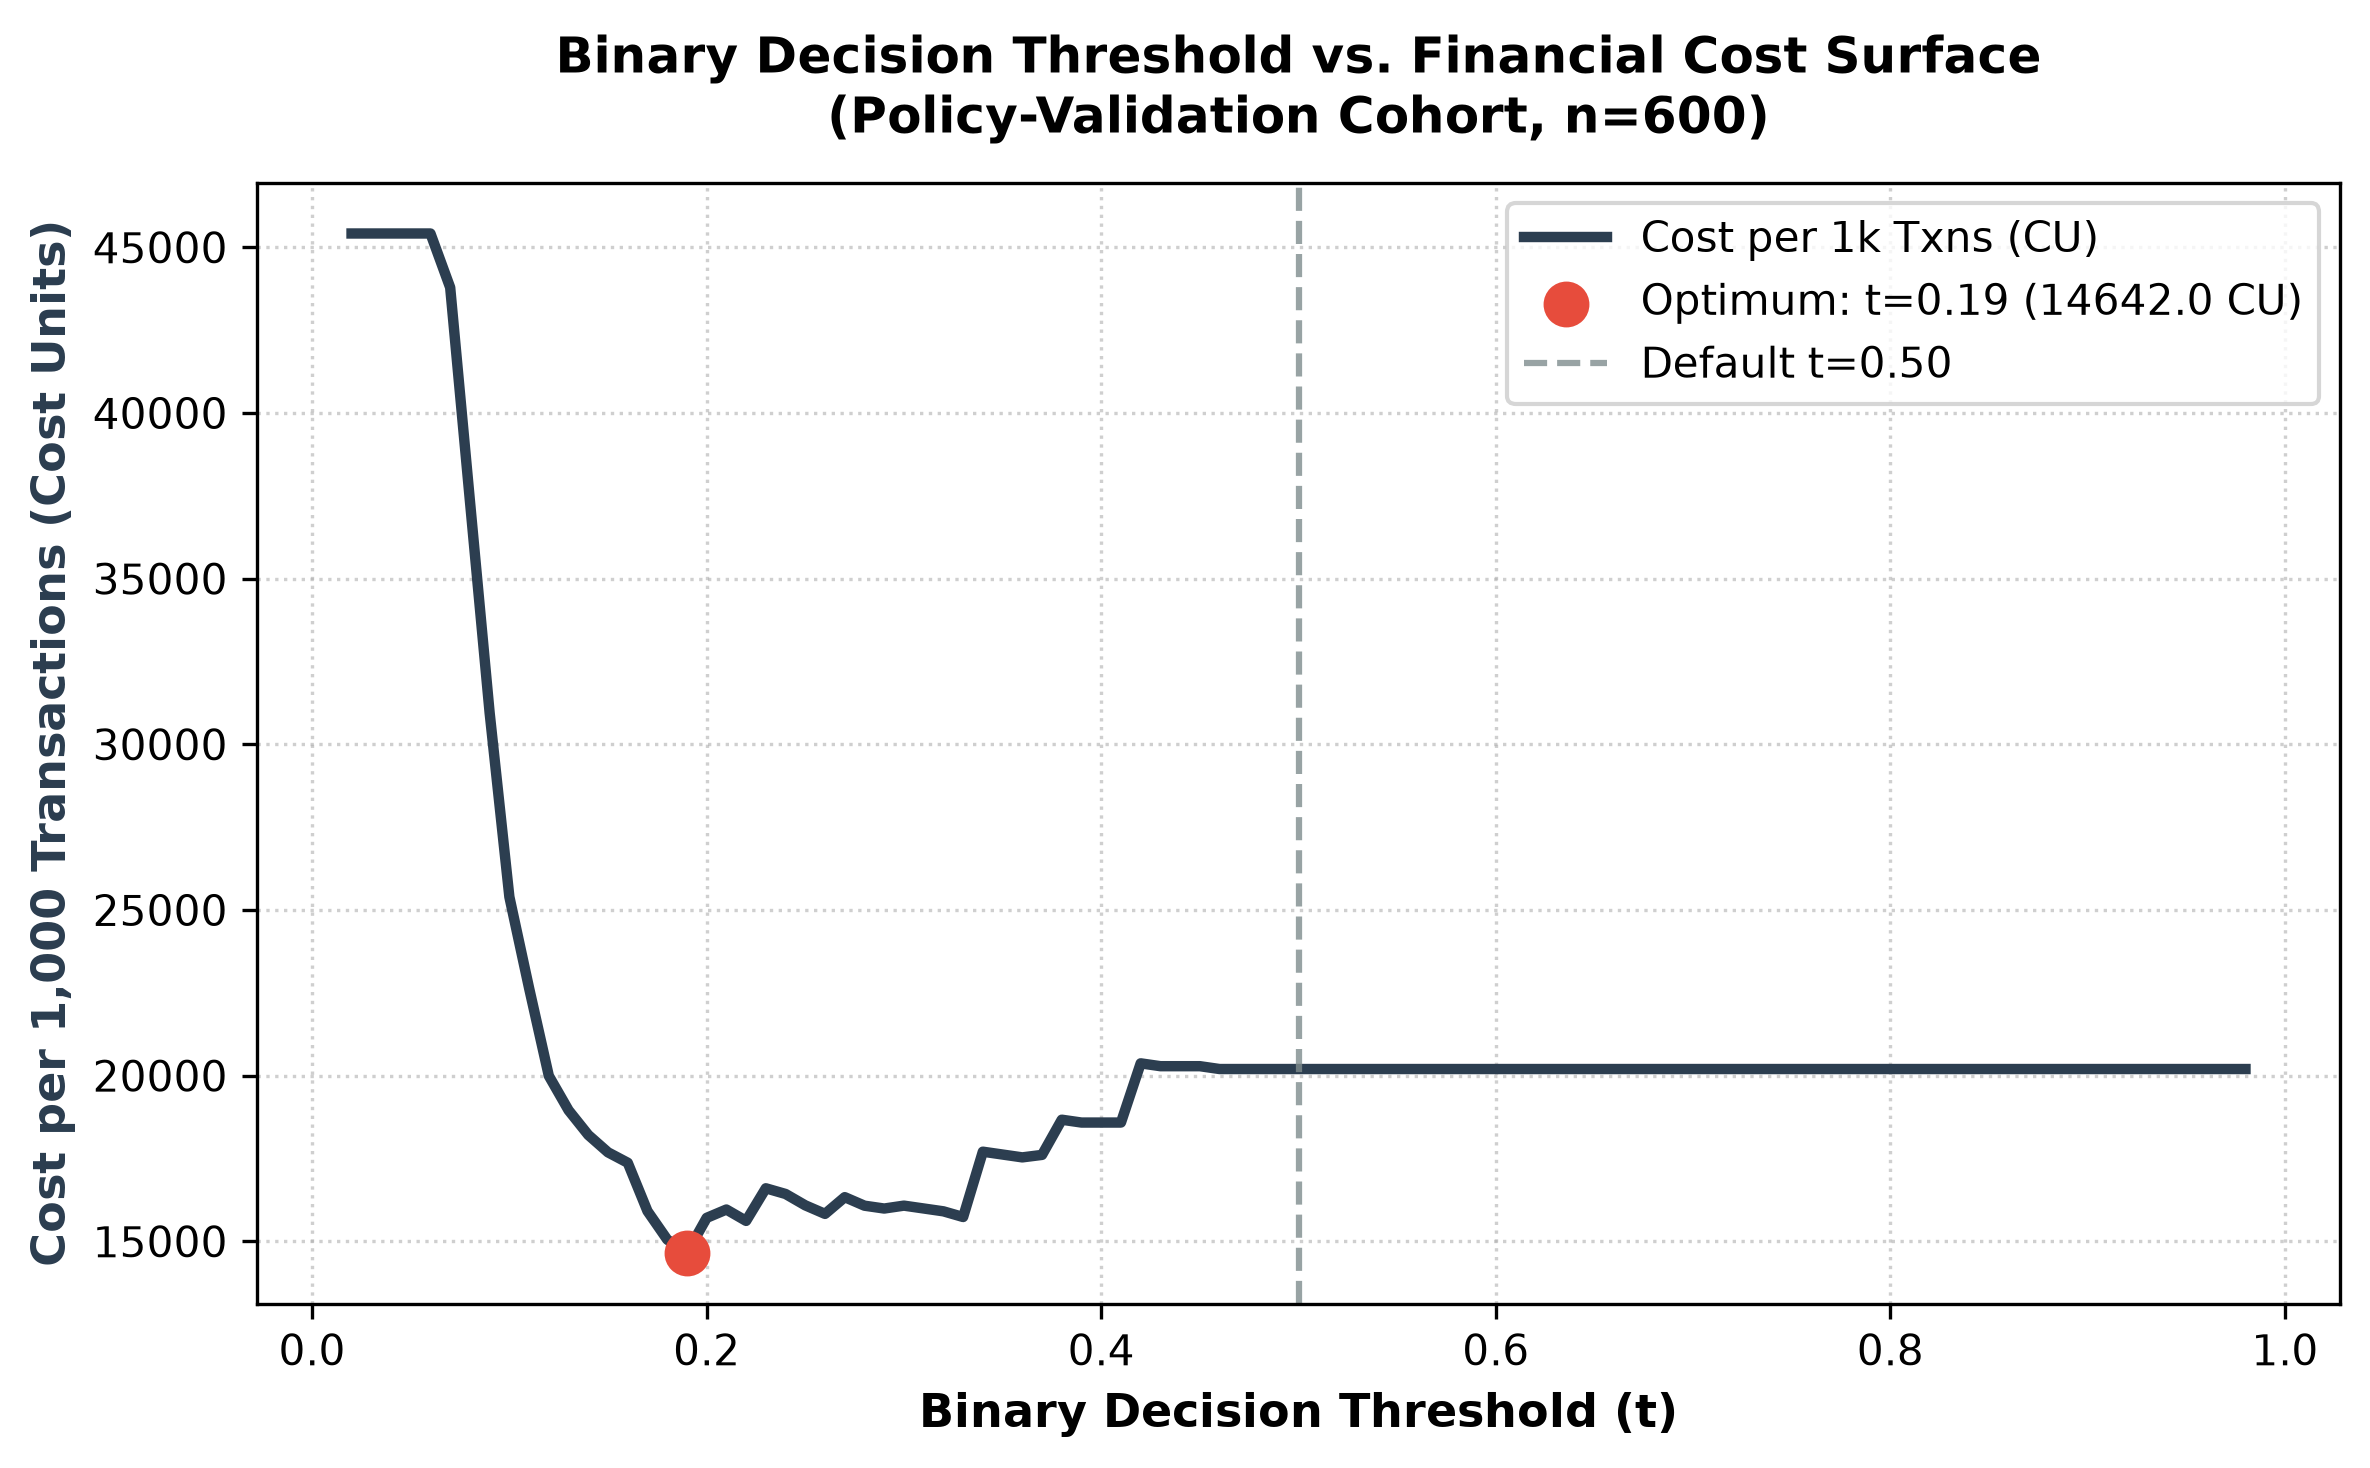 Binary Decision Threshold vs. Financial Cost Surface
(Policy-Validation Cohort, n=600)
Cost per 1,000 Transactions (Cost Units)
45000
40000
35000
30000
25000
20000
15000
Cost per 1k Txns (CU)
Optimum: t=0.19 (14642.0 CU)
Default t=0.50
0.0
0.2
0.4
0.6
0.8
1.0
Binary Decision Threshold (t)